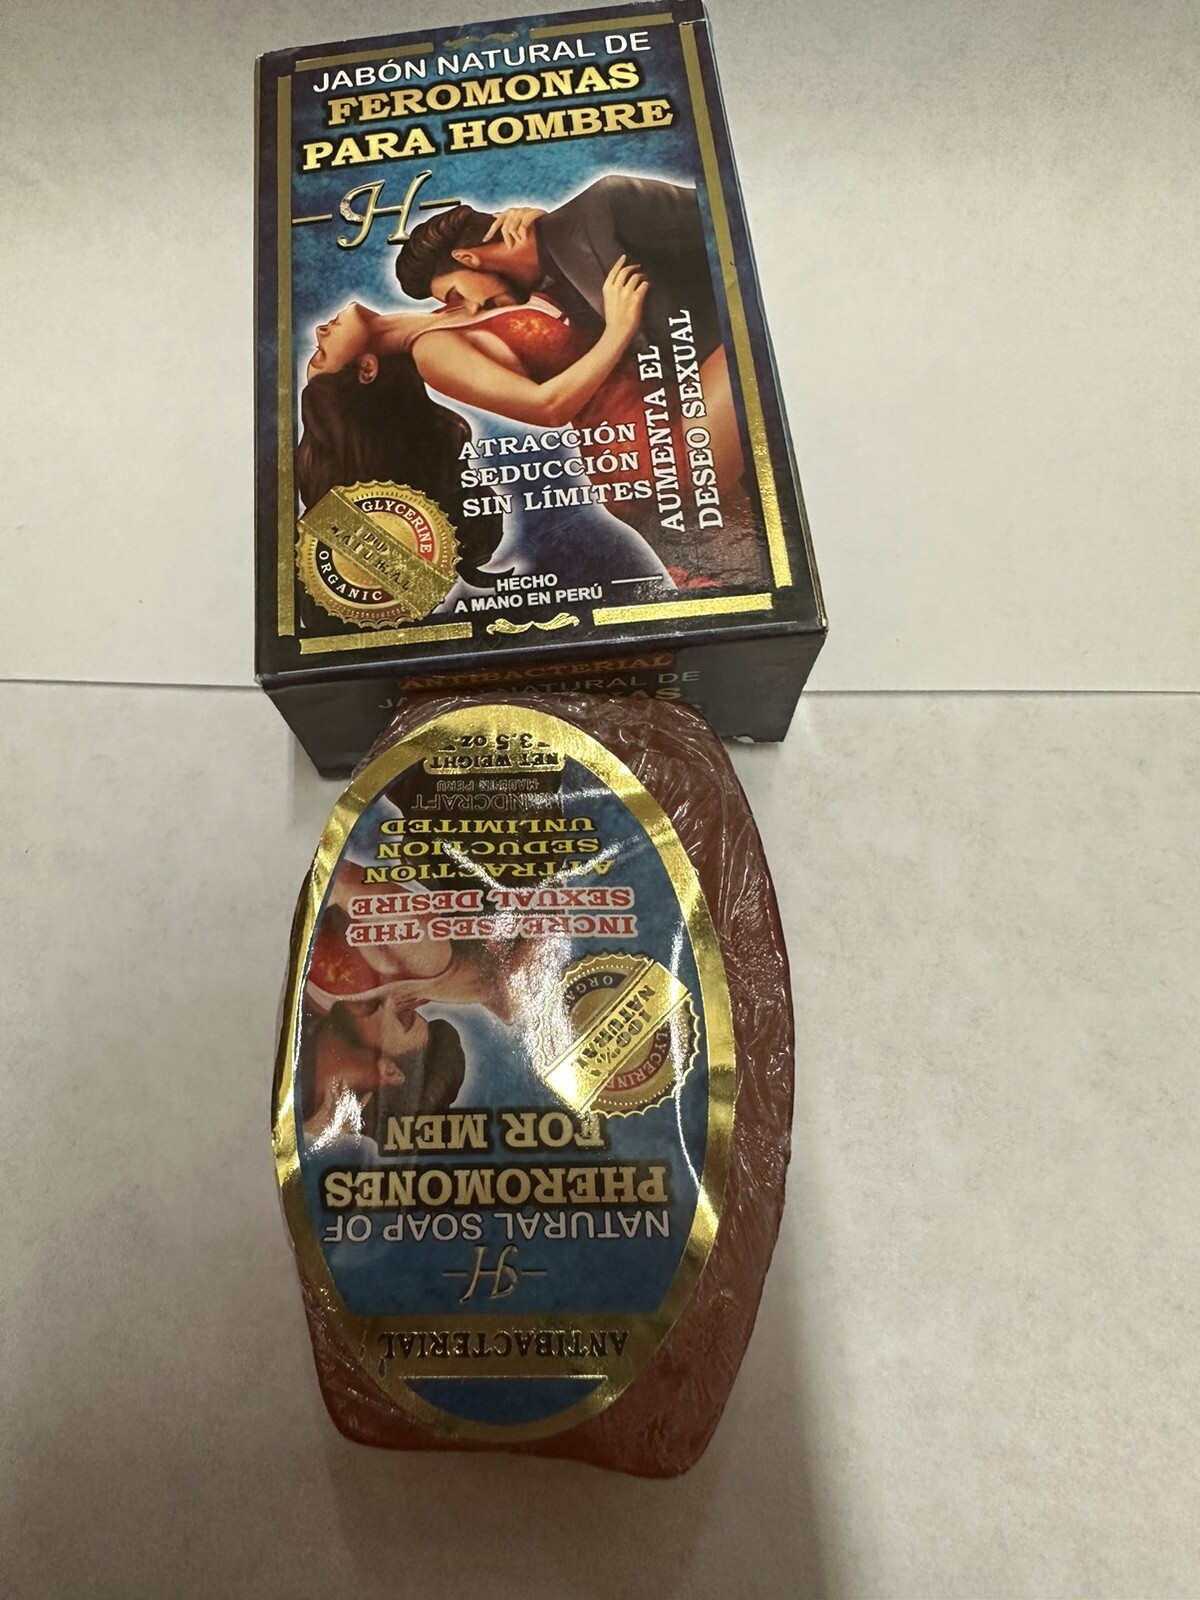 JABÓN NATURAL DE
FEROMONAS
PARA HOMBRE
H
ATRACCIÓN
SEDUCCIÓN
SIN LÍMITES
AUMENTA EL
DESEO SEXUAL
GLYCERINE
NATURAL
ORGANIC
HECHO
A MANO EN PERÚ
ANTIBACTERIAL
NATURAL DE
ANTIBACTERIAL
H
NATURAL SOAP OF
PHEROMONES
FOR MEN
GLYCERINE
100%
NATURAL
INCREASES THE
SEXUAL DESIRE
ATTRACTION
SEDUCTION
UNLIMITED
HANDCRAFT
MADE IN PERU
NET WEIGHT
3.5 oz